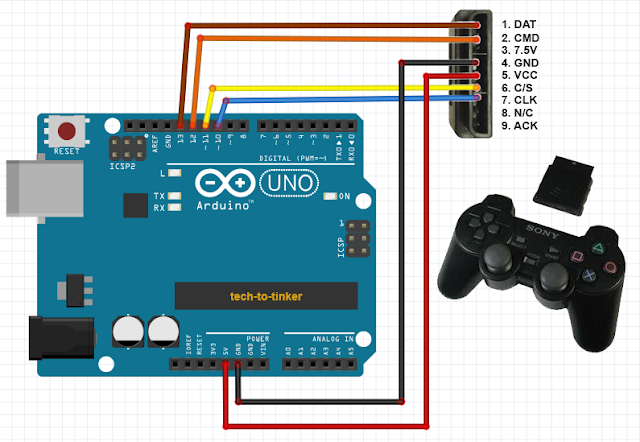 1. DAT
2. CMD
3. 7.5V
4. GND
5. VCC
6. C/S
7. CLK
8. N/C
9. ACK
RESET
ICSP2
AREF
GND
13
12
~11
~10
~9
8
7
~6
~5
4
~3
2
TX0▶1
RX0◀0
DIGITAL (PWM=~)
L
TX
RX
Arduino™
UNO
ON
1
ICSP
tech-to-tinker
POWER
ANALOG IN
IOREF
RESET
3V3
5V
GND
GND
VIN
A0
A1
A2
A3
A4
A5
SONY